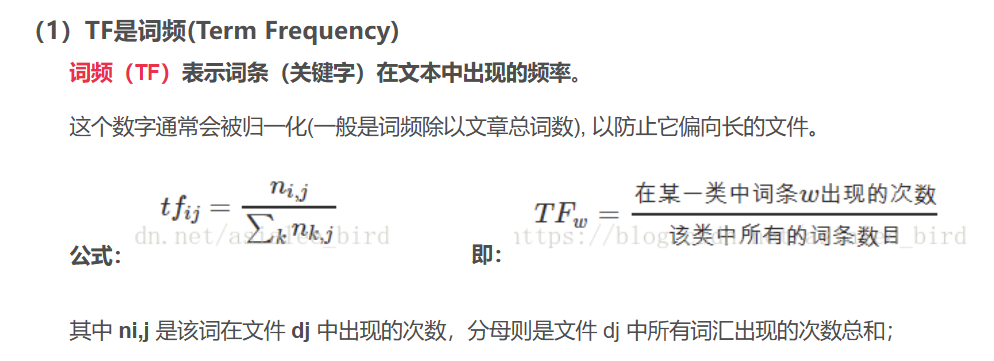 （1）TF是词频(Term Frequency)
词频（TF）表示词条（关键字）在文本中出现的频率。
这个数字通常会被归一化(一般是词频除以文章总词数), 以防止它偏向长的文件。
公式： tf_{ij} = \frac{n_{i,j}}{\sum_k n_{k,j}} 即： TF_w = \frac{在某一类中词条w出现的次数}{该类中所有的词条数目}
dn.net/as bird https://blog d_bird
其中 ni,j 是该词在文件 dj 中出现的次数，分母则是文件 dj 中所有词汇出现的次数总和；